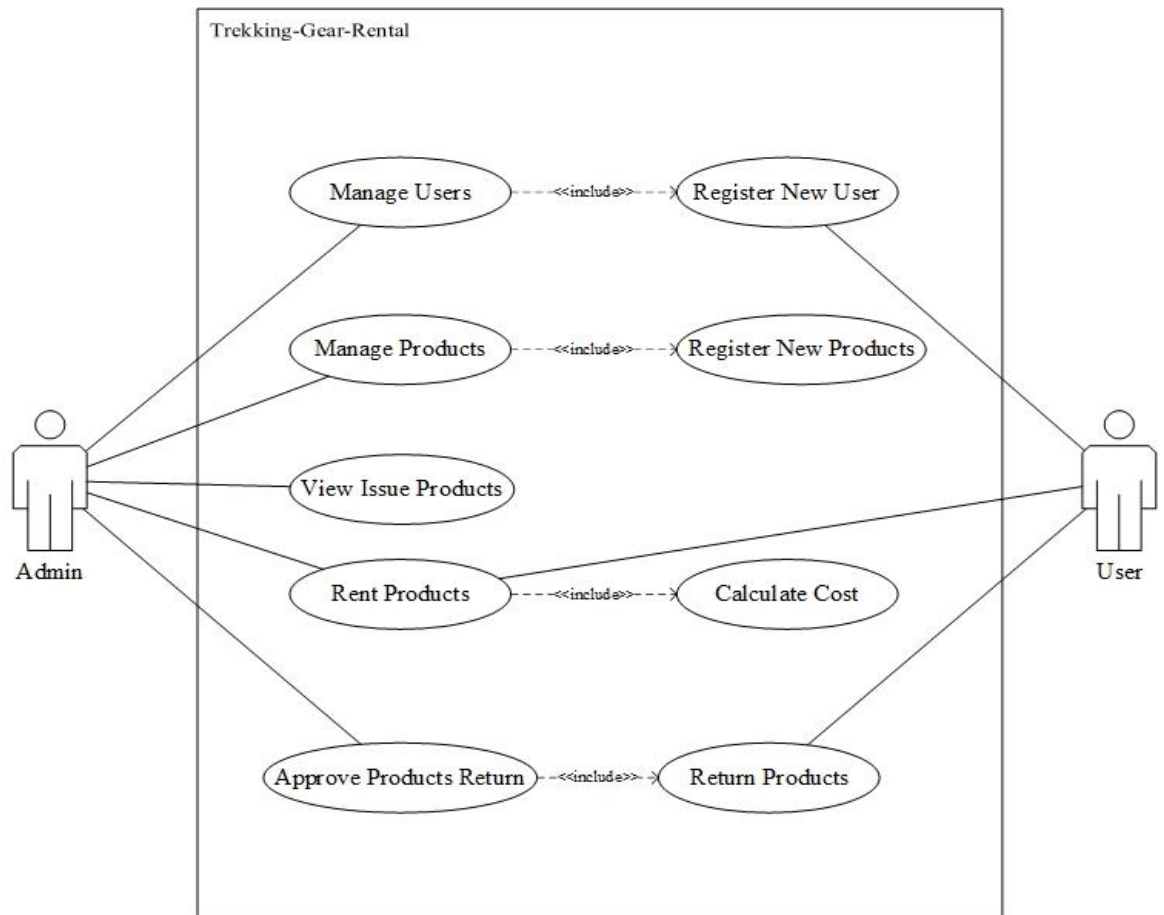 Trekking-Gear-Rental
Manage Users
<<include>>
Register New User
Manage Products
<<include>>
Register New Products
View Issue Products
Admin
User
Rent Products
<<include>>
Calculate Cost
Approve Products Return
<<include>>
Return Products